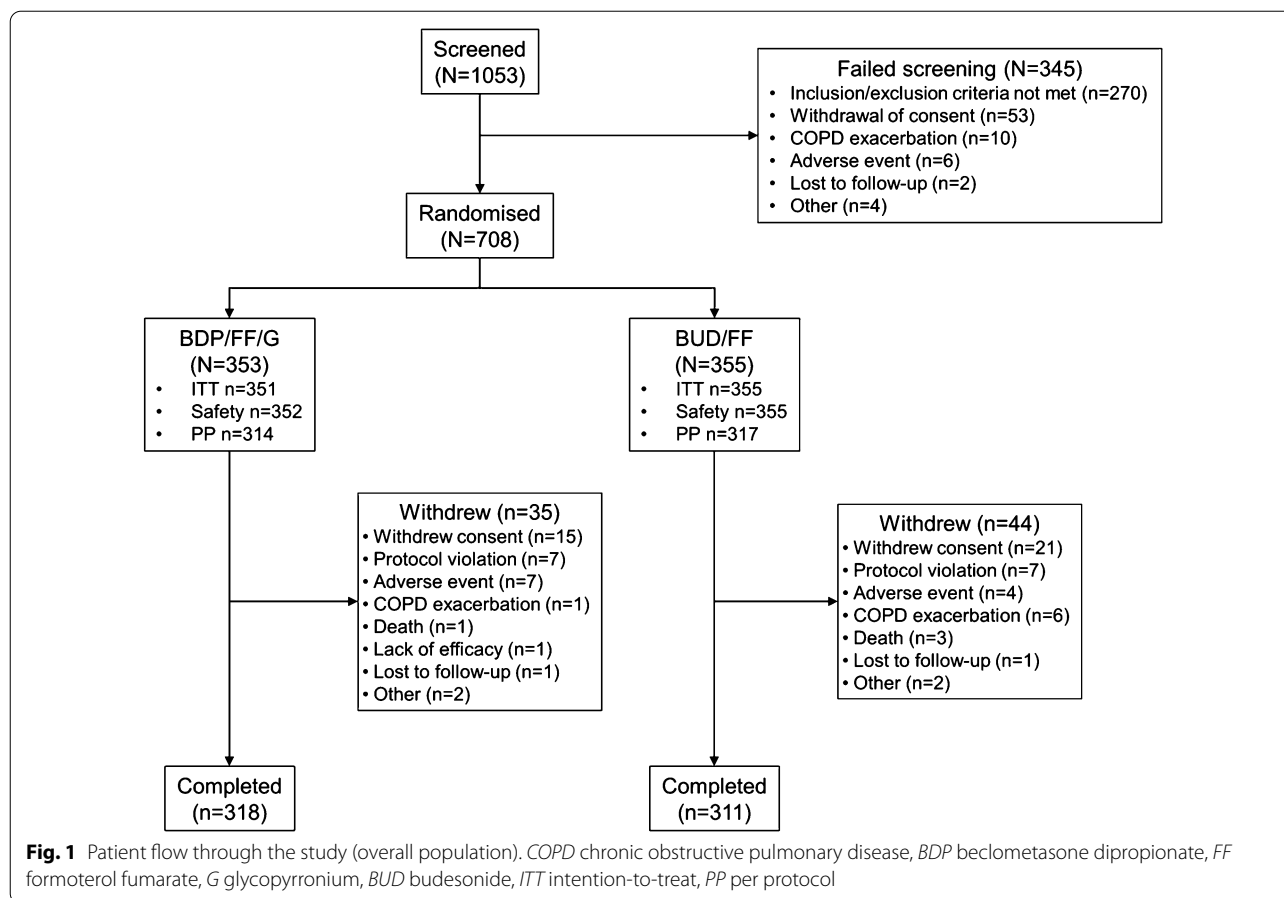 Screened
(N=1053)
Failed screening (N=345)
• Inclusion/exclusion criteria not met (n=270)
• Withdrawal of consent (n=53)
• COPD exacerbation (n=10)
• Adverse event (n=6)
• Lost to follow-up (n=2)
• Other (n=4)
Randomised
(N=708)
BDP/FF/G
(N=353)
• ITT n=351
• Safety n=352
• PP n=314
BUD/FF
(N=355)
• ITT n=355
• Safety n=355
• PP n=317
Withdrew (n=35)
• Withdrew consent (n=15)
• Protocol violation (n=7)
• Adverse event (n=7)
• COPD exacerbation (n=1)
• Death (n=1)
• Lack of efficacy (n=1)
• Lost to follow-up (n=1)
• Other (n=2)
Withdrew (n=44)
• Withdrew consent (n=21)
• Protocol violation (n=7)
• Adverse event (n=4)
• COPD exacerbation (n=6)
• Death (n=3)
• Lost to follow-up (n=1)
• Other (n=2)
Completed
(n=318)
Completed
(n=311)
Fig. 1 Patient flow through the study (overall population). COPD chronic obstructive pulmonary disease, BDP beclometasone dipropionate, FF
formoterol fumarate, G glycopyrronium, BUD budesonide, ITT intention-to-treat, PP per protocol